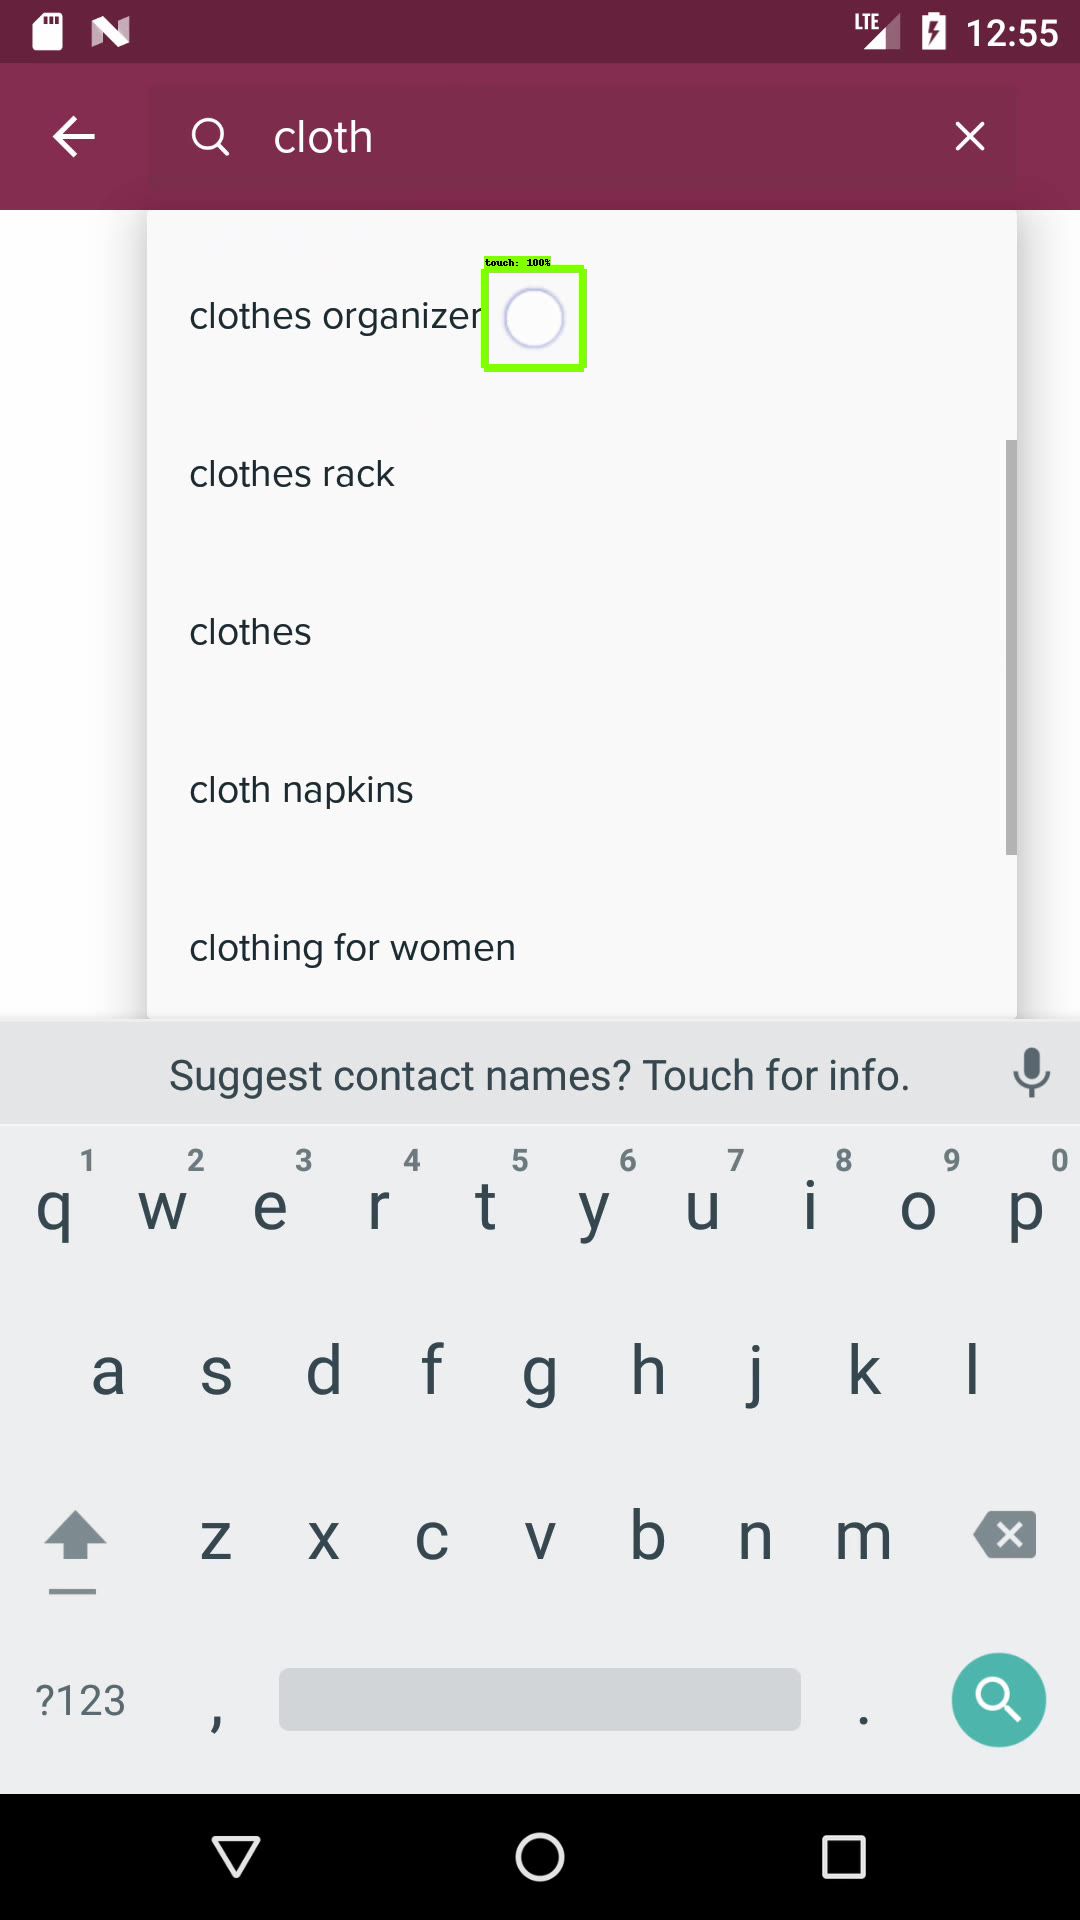 LTE 12:55
cloth
touch: 100%
clothes organizer
clothes rack
clothes
cloth napkins
clothing for women
Suggest contact names? Touch for info.
1 2 3 4 5 6 7 8 9 0
q w e r t y u i o p
a s d f g h j k l
z x c v b n m
?123 , .